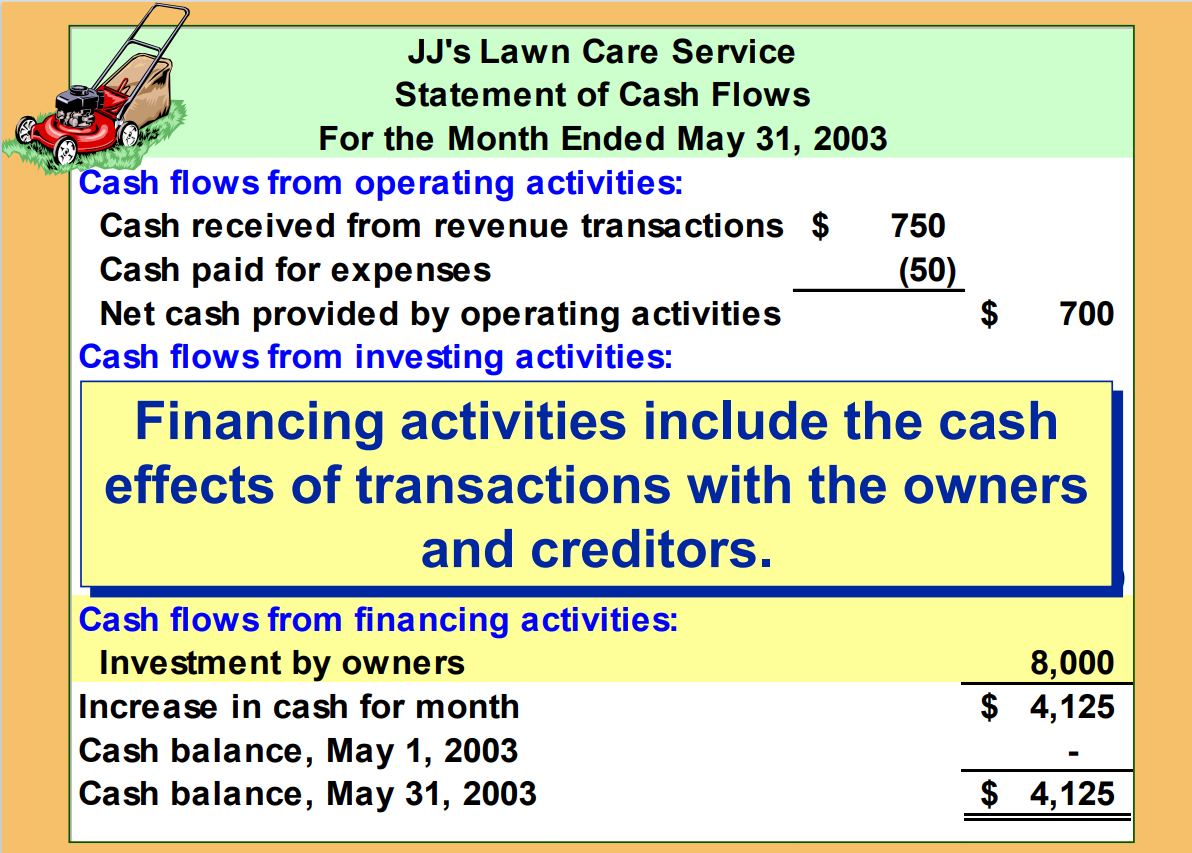 JJ's Lawn Care Service
Statement of Cash Flows
For the Month Ended May 31, 2003
Cash flows from operating activities:
Cash received from revenue transactions $ 750
Cash paid for expenses (50)
Net cash provided by operating activities $ 700
Cash flows from investing activities:
Financing activities include the cash
effects of transactions with the owners
and creditors.
)
Cash flows from financing activities:
Investment by owners 8,000
Increase in cash for month $ 4,125
Cash balance, May 1, 2003 -
Cash balance, May 31, 2003 $ 4,125